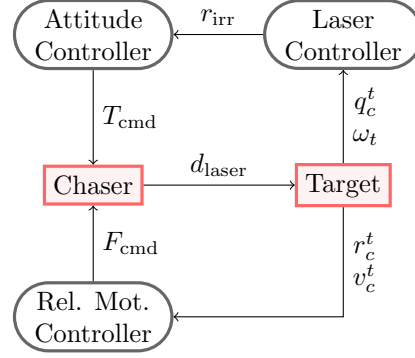 Attitude
Controller
r_irr
Laser
Controller
T_cmd
q_c^t
ω_t
Chaser
d_laser
Target
F_cmd
r_c^t
v_c^t
Rel. Mot.
Controller